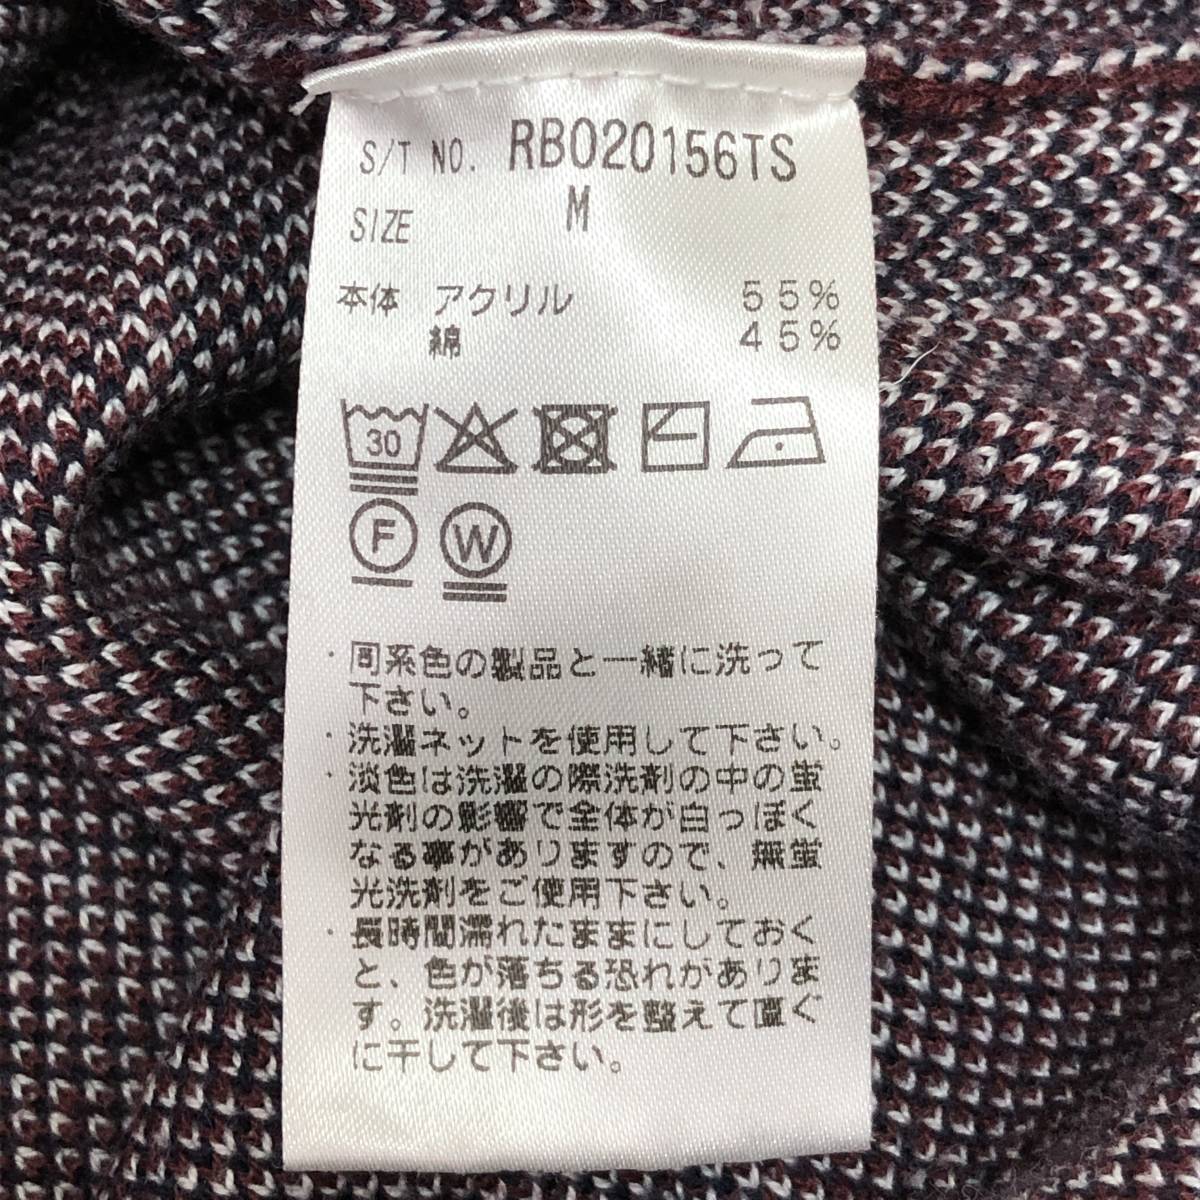 S/T NO. RBO20156TS
SIZE M
本体 アクリル 55%
綿 45%
30
F W
・同系色の製品と一緒に洗って
下さい。
・洗濯ネットを使用して下さい。
・淡色は洗濯の際洗剤の中の蛍
光剤の影響で全体が白っぽく
なる事がありますので、無蛍
光洗剤をご使用下さい。
・長時間濡れたままにしておく
と、色が落ちる恐れがありま
す。洗濯後は形を整えて直ぐ
に干して下さい。